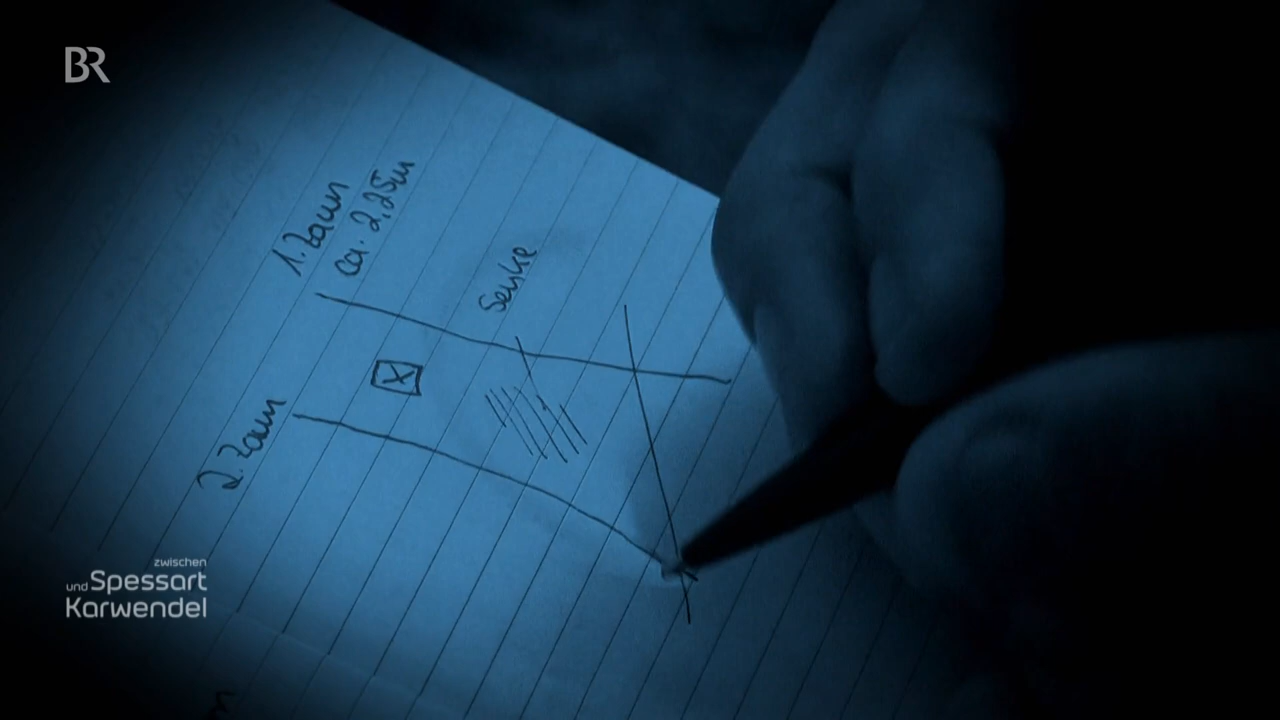 BR
1. Zaun
ca. 2,25m
Senke
2. Zaun
zwischen
und Spessart
Karwendel